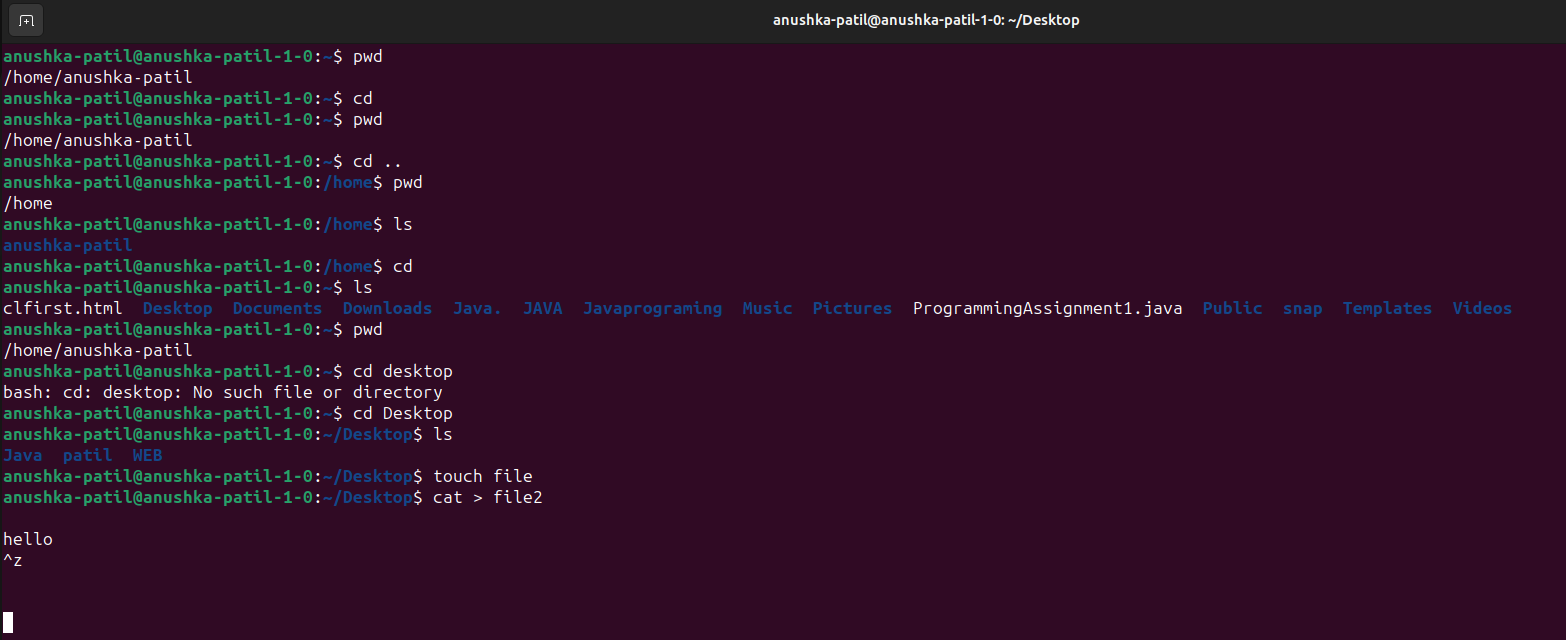 anushka-patil@anushka-patil-1-0: ~/Desktop
anushka-patil@anushka-patil-1-0:~$ pwd
/home/anushka-patil
anushka-patil@anushka-patil-1-0:~$ cd
anushka-patil@anushka-patil-1-0:~$ pwd
/home/anushka-patil
anushka-patil@anushka-patil-1-0:~$ cd ..
anushka-patil@anushka-patil-1-0:/home$ pwd
/home
anushka-patil@anushka-patil-1-0:/home$ ls
anushka-patil
anushka-patil@anushka-patil-1-0:/home$ cd
anushka-patil@anushka-patil-1-0:~$ ls
clfirst.html  Desktop  Documents  Downloads  Java.  JAVA  Javaprograming  Music  Pictures  ProgrammingAssignment1.java  Public  snap  Templates  Videos
anushka-patil@anushka-patil-1-0:~$ pwd
/home/anushka-patil
anushka-patil@anushka-patil-1-0:~$ cd desktop
bash: cd: desktop: No such file or directory
anushka-patil@anushka-patil-1-0:~$ cd Desktop
anushka-patil@anushka-patil-1-0:~/Desktop$ ls
Java  patil  WEB
anushka-patil@anushka-patil-1-0:~/Desktop$ touch file
anushka-patil@anushka-patil-1-0:~/Desktop$ cat > file2
hello
^z